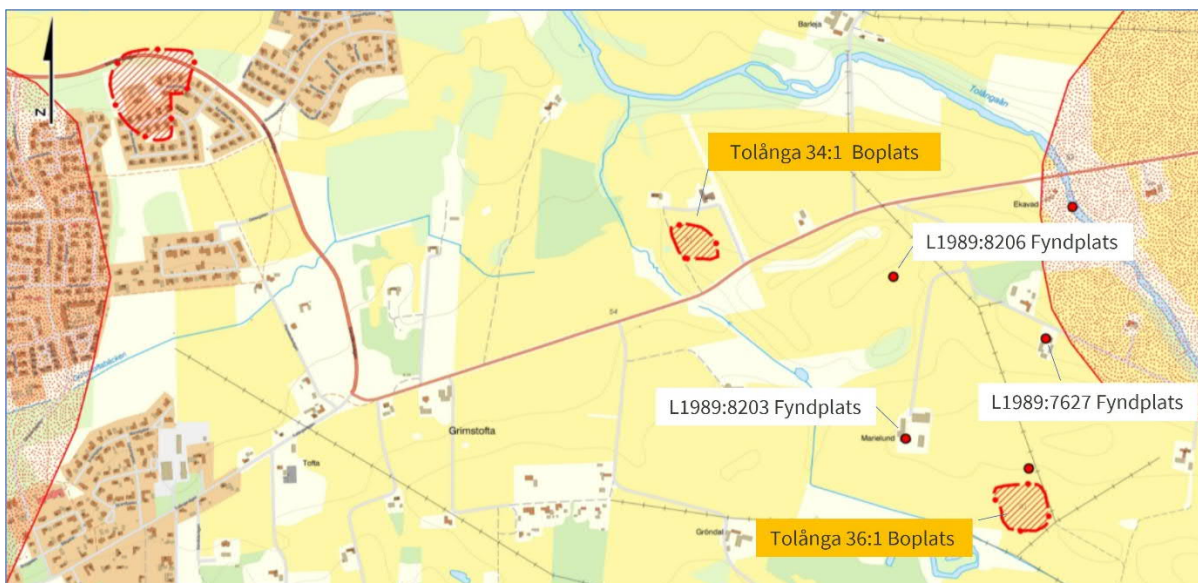 Barleja
N
Tolångaån
Tolånga 34:1 Boplats
Ekavad
L1989:8206 Fyndplats
54
L1989:8203 Fyndplats
L1989:7627 Fyndplats
Grimstofta
Marielund
Tofta
Gröndal
Tolånga 36:1 Boplats